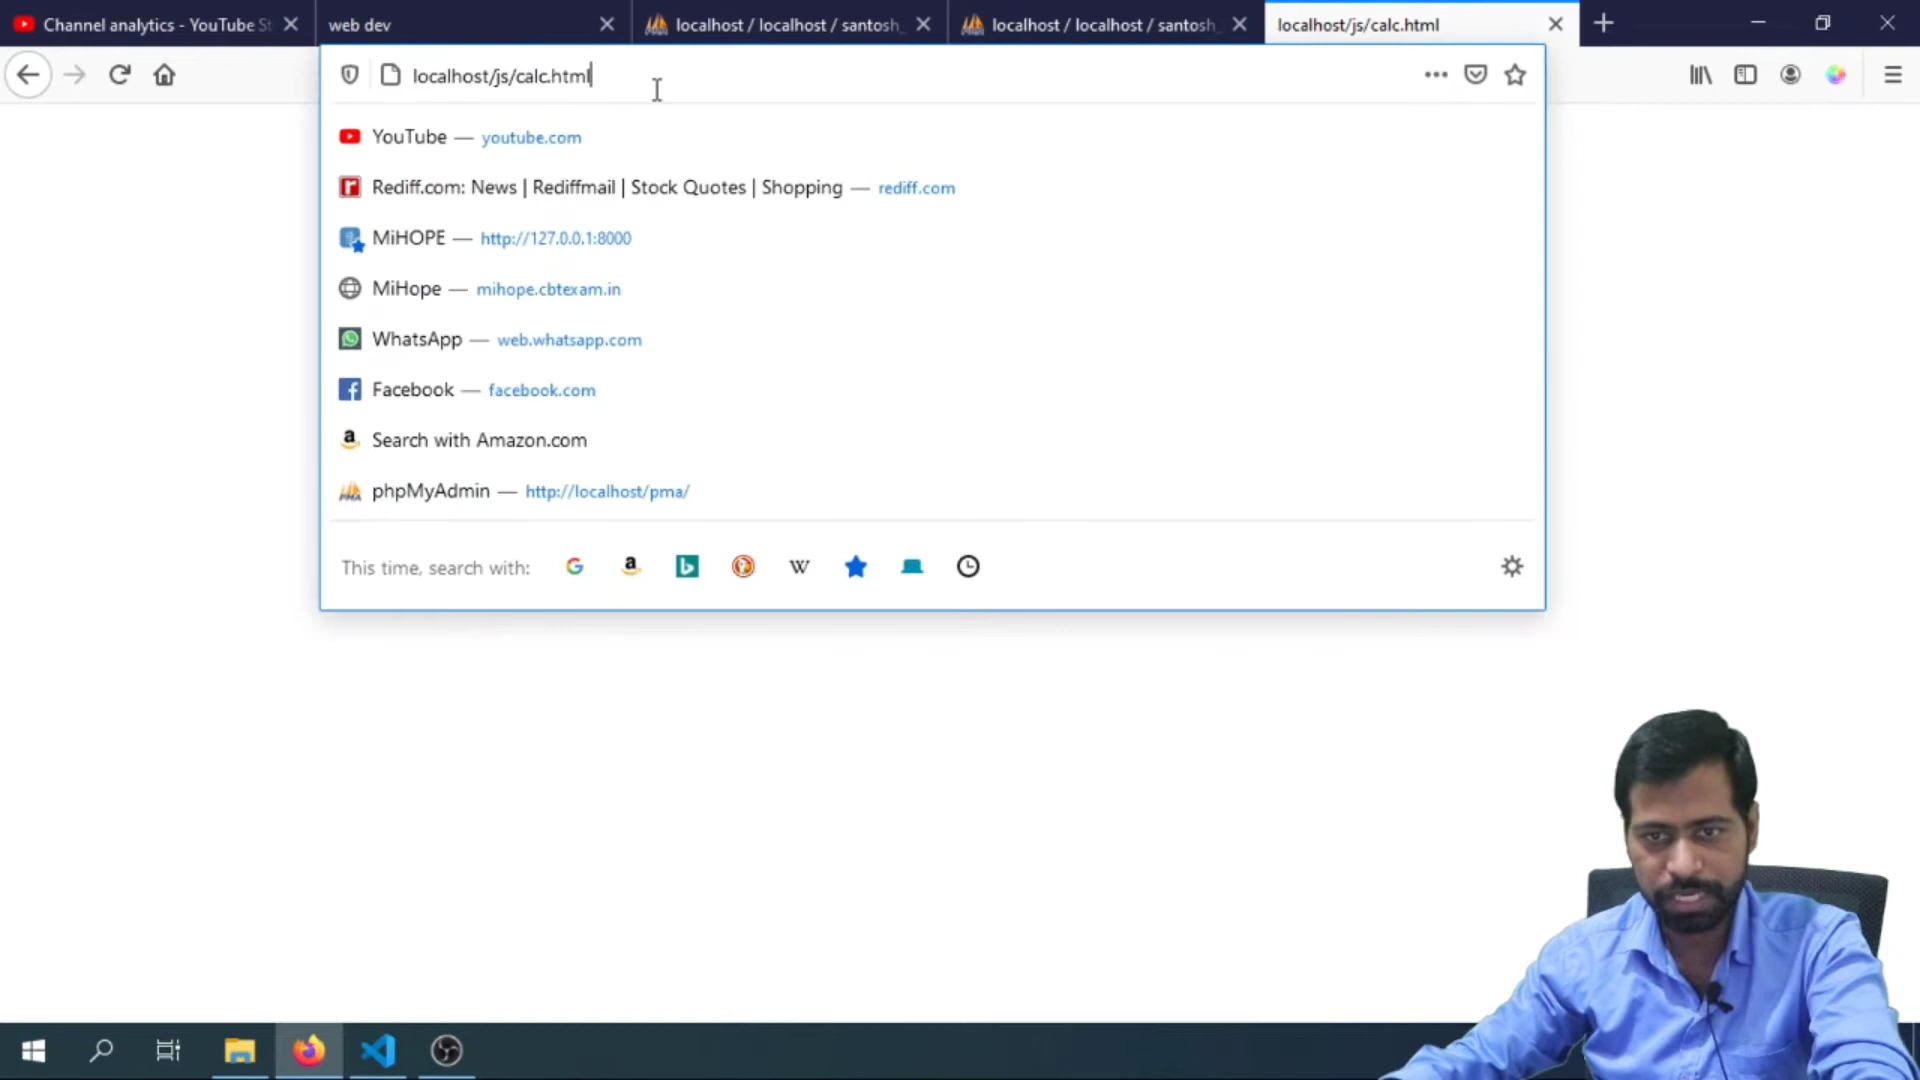 Channel analytics - YouTube St
web dev
localhost / localhost / santosh_
localhost / localhost / santosh_
localhost/js/calc.html
localhost/js/calc.html
YouTube — youtube.com
Rediff.com: News | Rediffmail | Stock Quotes | Shopping — rediff.com
MiHOPE — http://127.0.0.1:8000
MiHope — mihope.cbtexam.in
WhatsApp — web.whatsapp.com
Facebook — facebook.com
Search with Amazon.com
phpMyAdmin — http://localhost/pma/
This time, search with: